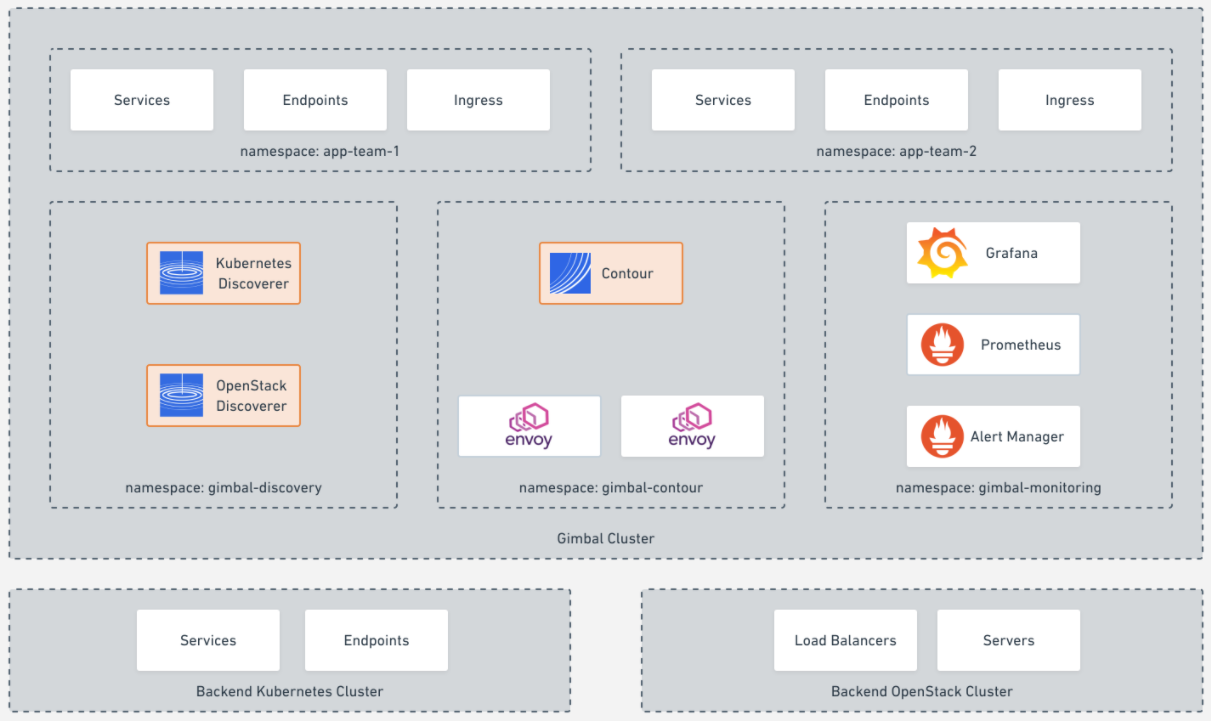 Services
Endpoints
Ingress
namespace: app-team-1
Services
Endpoints
Ingress
namespace: app-team-2
Kubernetes
Discoverer
OpenStack
Discoverer
namespace: gimbal-discovery
Contour
envoy
envoy
namespace: gimbal-contour
Grafana
Prometheus
Alert Manager
namespace: gimbal-monitoring
Gimbal Cluster
Services
Endpoints
Backend Kubernetes Cluster
Load Balancers
Servers
Backend OpenStack Cluster